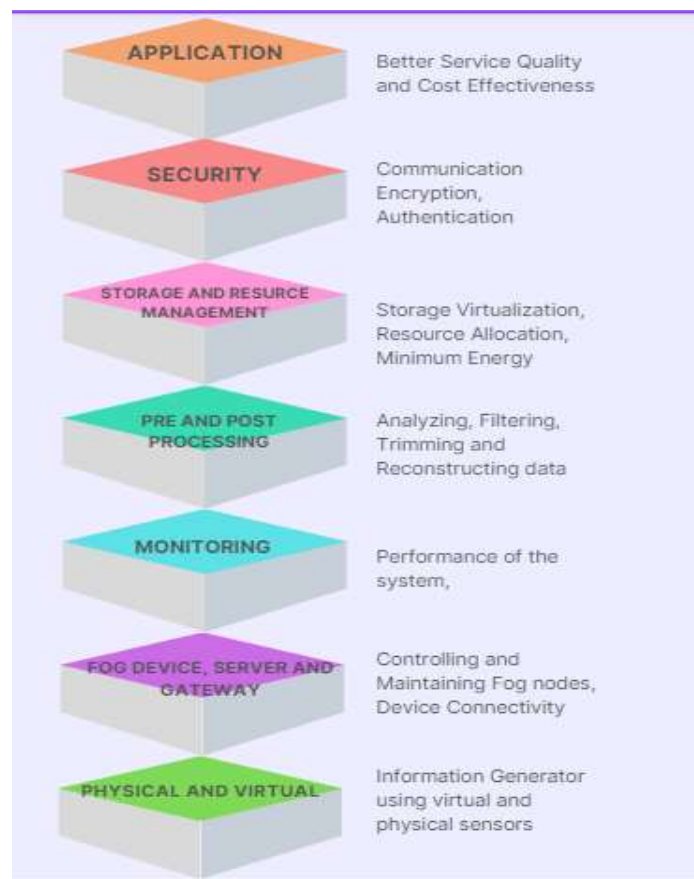 APPLICATION
Better Service Quality
and Cost Effectiveness
SECURITY
Communication
Encryption,
Authentication
STORAGE AND RESURCE
MANAGEMENT
Storage Virtualization,
Resource Allocation,
Minimum Energy
PRE AND POST
PROCESSING
Analyzing, Filtering,
Trimming and
Reconstructing data
MONITORING
Performance of the
system,
FOG DEVICE, SERVER AND
GATEWAY
Controlling and
Maintaining Fog nodes,
Device Connectivity
PHYSICAL AND VIRTUAL
Information Generator
using virtual and
physical sensors